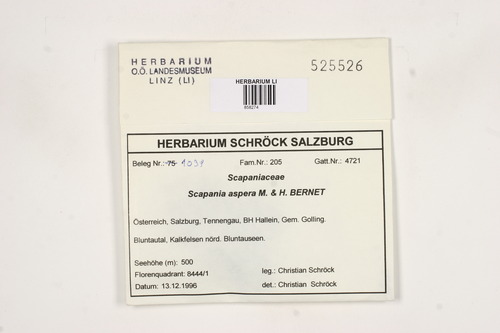 HERBARIUM
O.Ö. LANDESMUSEUM
LINZ (LI)
525526
HERBARIUM LI
858274
HERBARIUM SCHRÖCK SALZBURG
Beleg Nr.: 75 1039 Fam.Nr.: 205 Gatt.Nr.: 4721
Scapaniaceae
Scapania aspera M. & H. BERNET
Österreich, Salzburg, Tennengau, BH Hallein, Gem. Golling.
Bluntautal, Kalkfelsen nörd. Bluntauseen.
Seehöhe (m): 500
Florenquadrant: 8444/1 leg.: Christian Schröck
Datum: 13.12.1996 det.: Christian Schröck